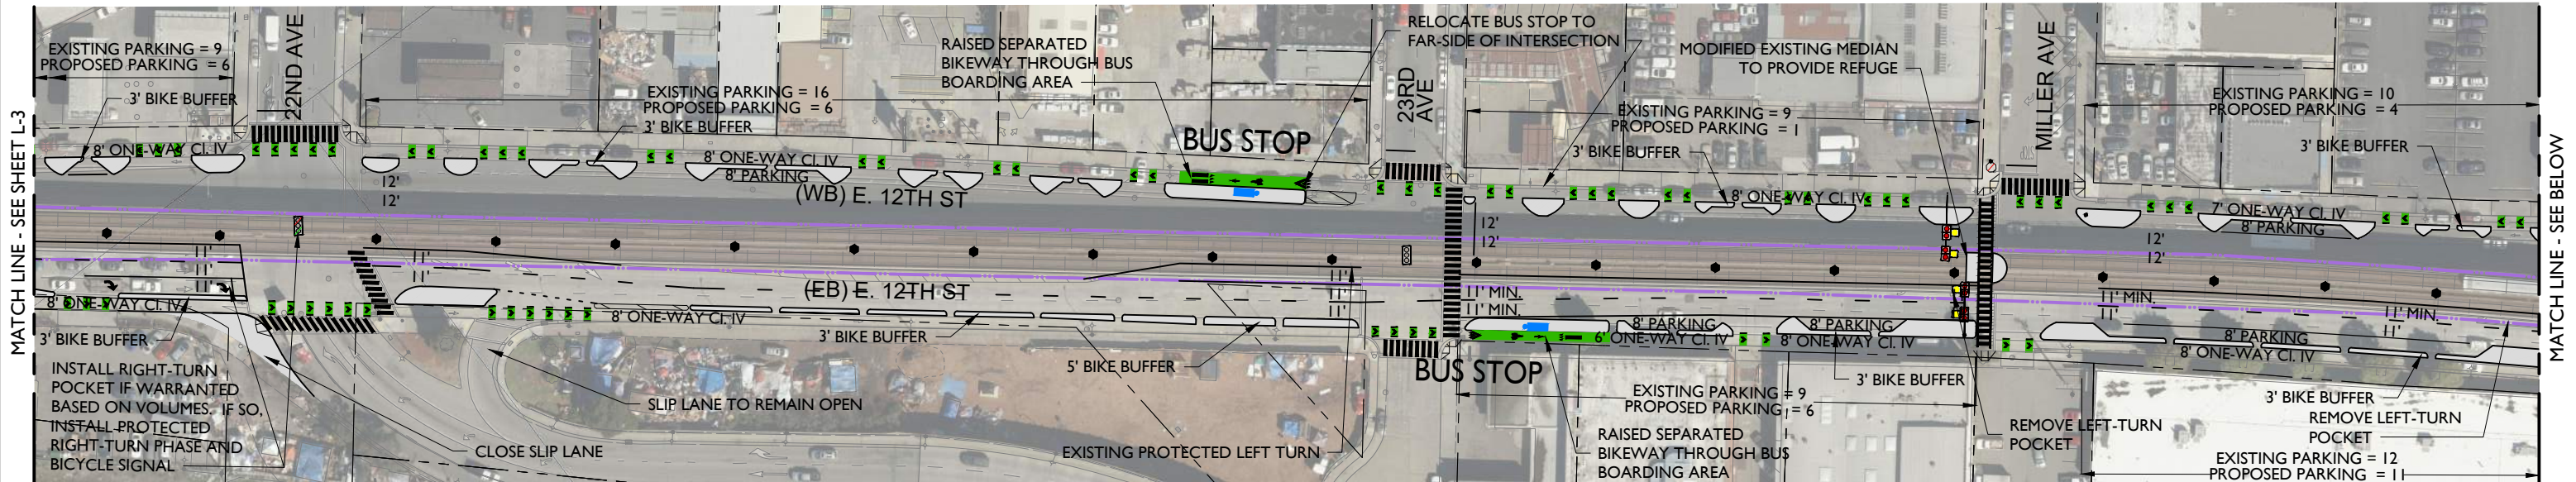 MATCH LINE - SEE SHEET L-3
EXISTING PARKING = 9
PROPOSED PARKING = 6
3' BIKE BUFFER
8' ONE-WAY Cl. IV
22ND AVE
EXISTING PARKING = 16
PROPOSED PARKING = 6
3' BIKE BUFFER
8' ONE-WAY Cl. IV
8' PARKING
12'
12'
RAISED SEPARATED
BIKEWAY THROUGH BUS
BOARDING AREA
BUS STOP
(WB) E. 12TH ST
RELOCATE BUS STOP TO
FAR-SIDE OF INTERSECTION
23RD
AVE
MODIFIED EXISTING MEDIAN
TO PROVIDE REFUGE
EXISTING PARKING = 9
PROPOSED PARKING = 1
3' BIKE BUFFER
8' ONE-WAY Cl. IV
12'
12'
MILLER AVE
EXISTING PARKING = 10
PROPOSED PARKING = 4
3' BIKE BUFFER
7' ONE-WAY Cl. IV
8' PARKING
12'
12'
MATCH LINE - SEE BELOW
11'
11'
8' ONE-WAY Cl. IV
3' BIKE BUFFER
INSTALL RIGHT-TURN
POCKET IF WARRANTED
BASED ON VOLUMES. IF SO,
INSTALL PROTECTED
RIGHT-TURN PHASE AND
BICYCLE SIGNAL
CLOSE SLIP LANE
SLIP LANE TO REMAIN OPEN
(EB) E. 12TH ST
8' ONE-WAY Cl. IV
3' BIKE BUFFER
5' BIKE BUFFER
11'
11'
11'
EXISTING PROTECTED LEFT TURN
BUS STOP
11' MIN.
11' MIN.
6' ONE-WAY Cl. IV
8' PARKING
8' PARKING
8' ONE-WAY Cl. IV
3' BIKE BUFFER
EXISTING PARKING = 9
PROPOSED PARKING = 6
RAISED SEPARATED
BIKEWAY THROUGH BUS
BOARDING AREA
REMOVE LEFT-TURN
POCKET
11' MIN.
11'
11' MIN.
11'
8' PARKING
8' ONE-WAY Cl. IV
3' BIKE BUFFER
REMOVE LEFT-TURN
POCKET
EXISTING PARKING = 12
PROPOSED PARKING = 11